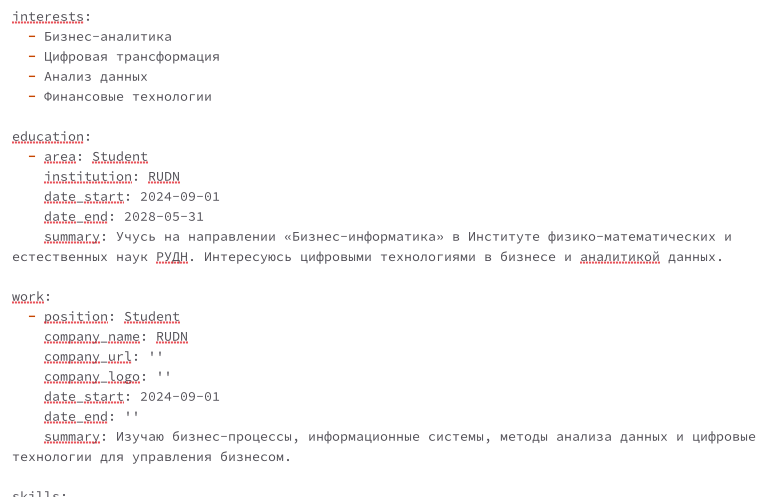 interests:
- Бизнес-аналитика
- Цифровая трансформация
- Анализ данных
- Финансовые технологии
education:
- area: Student
institution: RUDN
date_start: 2024-09-01
date_end: 2028-05-31
summary: Учусь на направлении «Бизнес-информатика» в Институте физико-математических и
естественных наук РУДН. Интересуюсь цифровыми технологиями в бизнесе и аналитикой данных.
work:
- position: Student
company_name: RUDN
company_url: ''
company_logo: ''
date_start: 2024-09-01
date_end: ''
summary: Изучаю бизнес-процессы, информационные системы, методы анализа данных и цифровые
технологии для управления бизнесом.
skills: